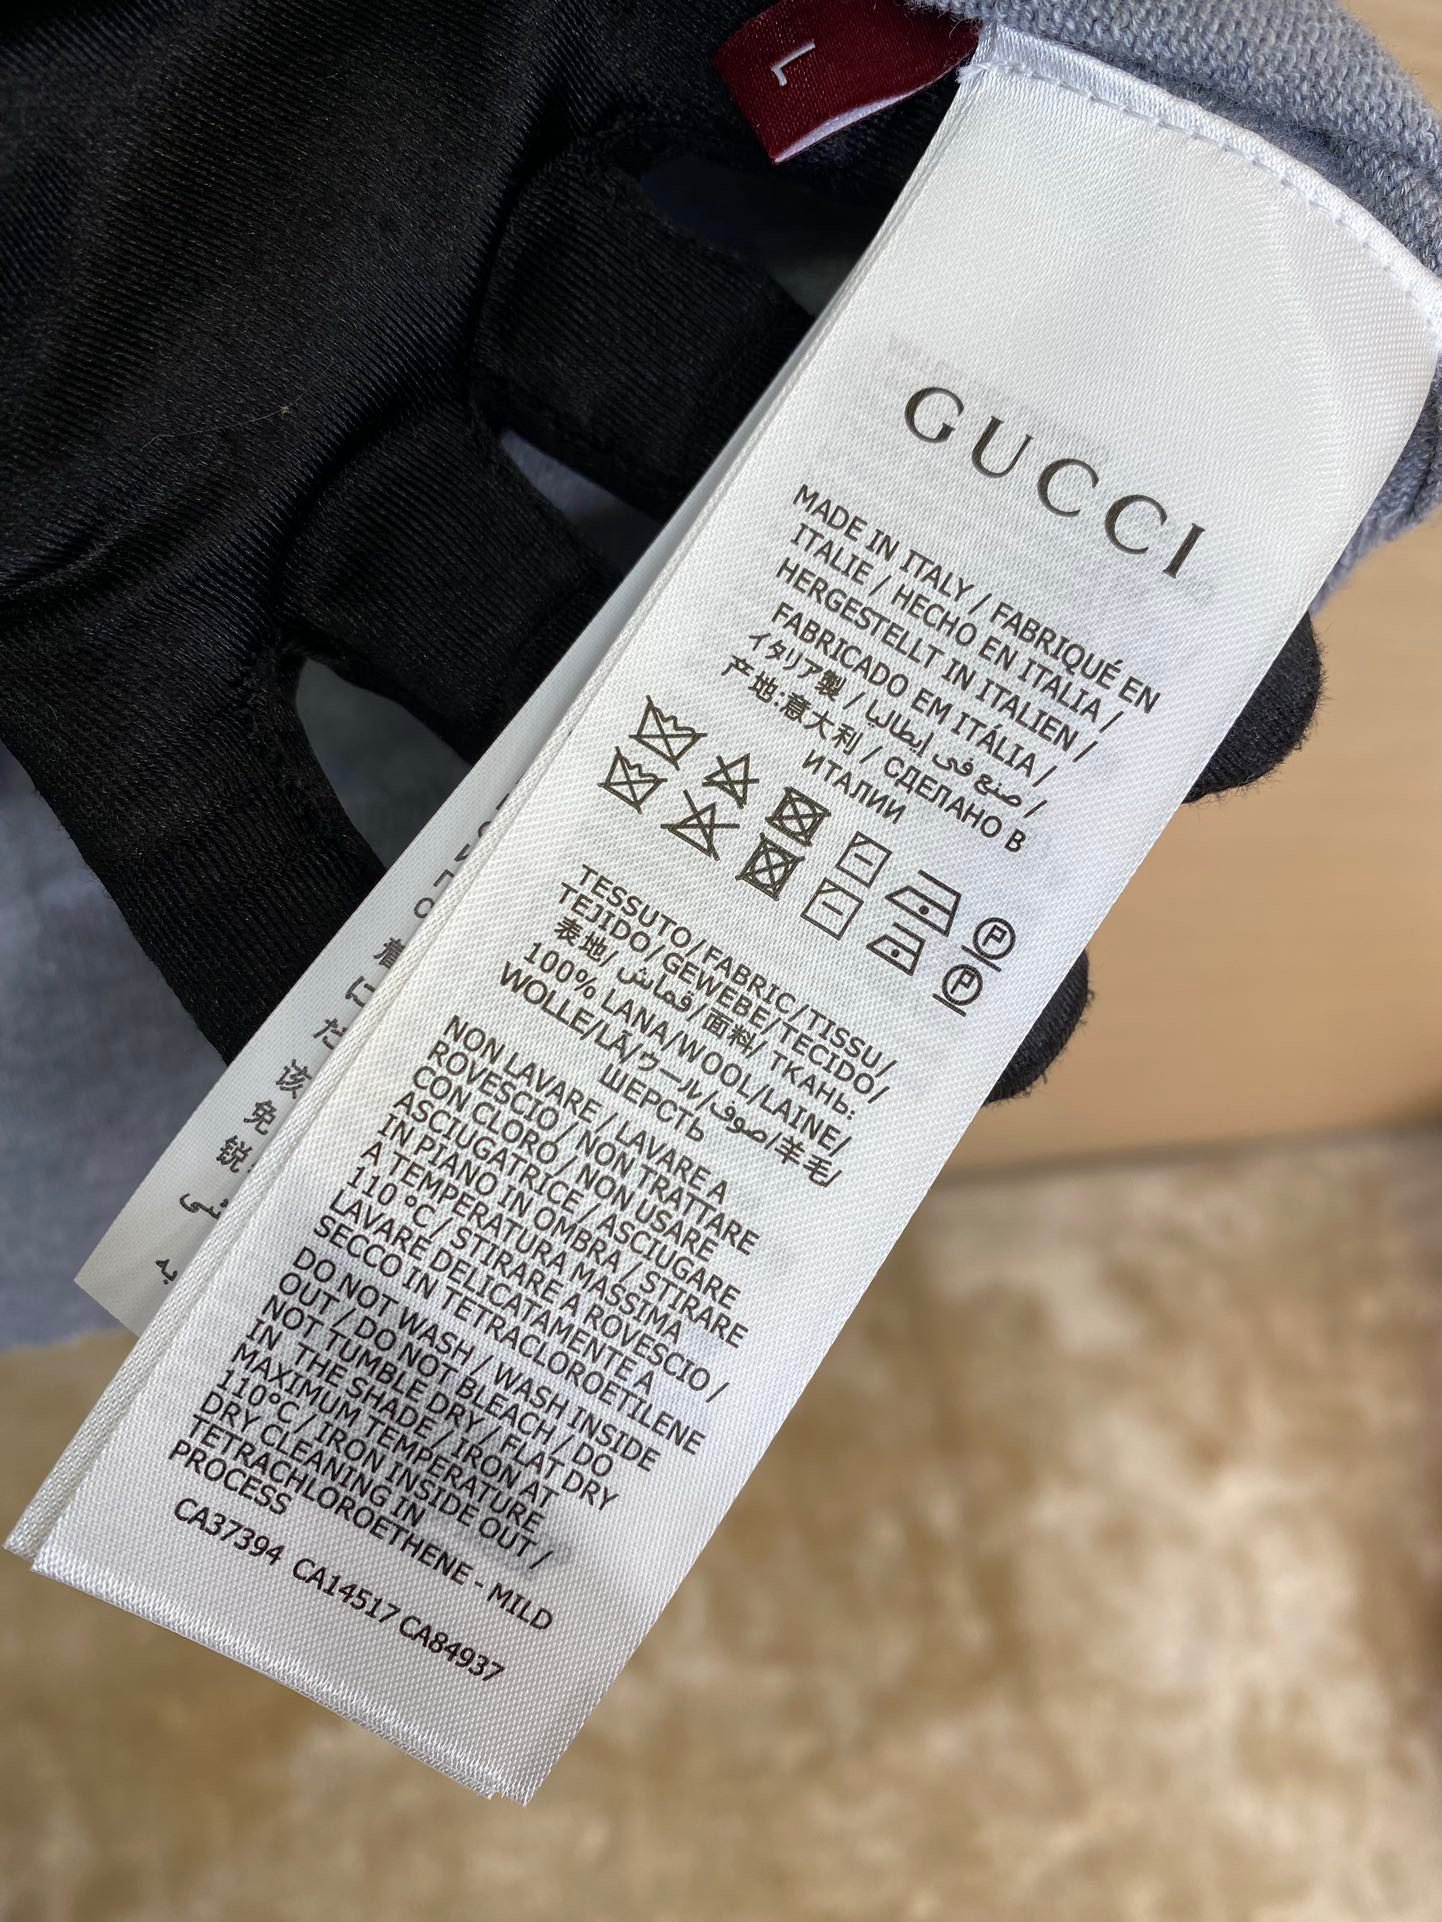 L
GUCCI
MADE IN ITALY / FABRIQUÉ EN
ITALIE / HECHO EN ITALIA /
HERGESTELLT IN ITALIEN /
FABRICADO EM ITÁLIA /
イタリア製 / صنع في إيطاليا /
产地:意大利 / СДЕЛАНО В
ИТАЛИИ
TESSUTO/FABRIC/TISSU/
TEJIDO/GEWEBE/TECIDO/
表地/قماش/面料/ ТКАНЬ:
100% LANA/WOOL/LAINE/
WOLLE/LÃ/ウール/صوف/羊毛/
ШЕРСТЬ
NON LAVARE / LAVARE A
ROVESCIO / NON TRATTARE
CON CLORO / NON USARE
ASCIUGATRICE / ASCIUGARE
IN PIANO IN OMBRA / STIRARE
A TEMPERATURA MASSIMA
110 °C / STIRARE A ROVESCIO /
LAVARE DELICATAMENTE A
SECCO IN TETRACLOROETILENE
DO NOT WASH / WASH INSIDE
OUT / DO NOT BLEACH / DO
NOT TUMBLE DRY / FLAT DRY
IN THE SHADE / IRON AT
MAXIMUM TEMPERATURE
110°C / IRON INSIDE OUT /
DRY CLEANING IN
TETRACHLOROETHENE - MILD
PROCESS
CA37394 CA14517 CA84937
着
に
だ
该
免
锐